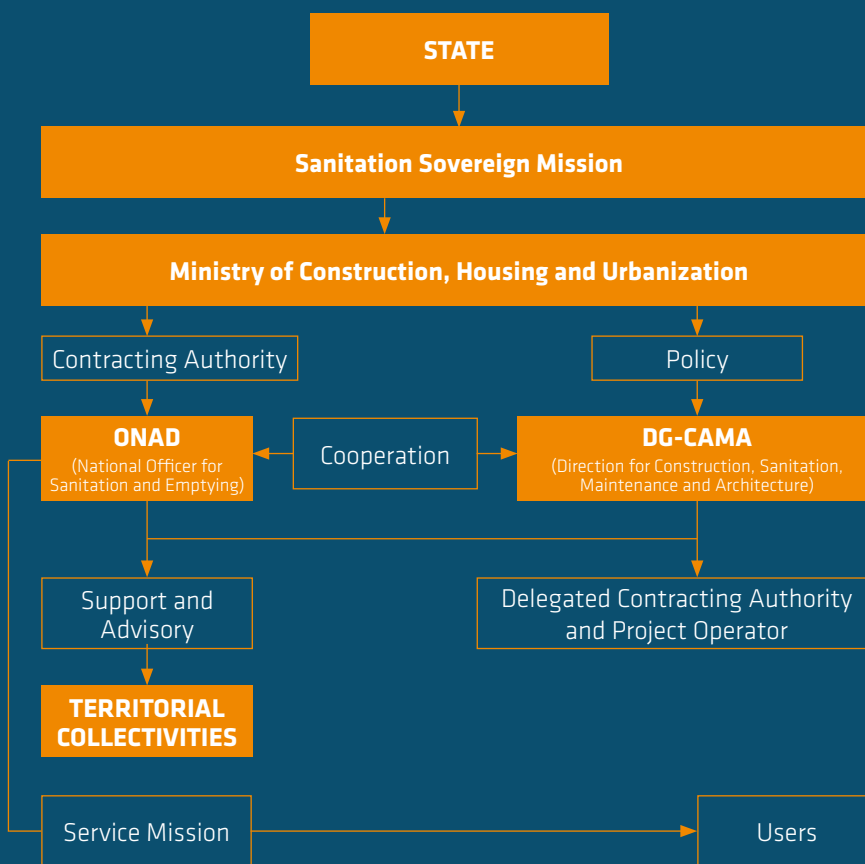 STATE
Sanitation Sovereign Mission
Ministry of Construction, Housing and Urbanization
Contracting Authority
Policy
ONAD
(National Officer for
Sanitation and Emptying)
Cooperation
DG-CAMA
(Direction for Construction, Sanitation,
Maintenance and Architecture)
Support and
Advisory
Delegated Contracting Authority
and Project Operator
TERRITORIAL
COLLECTIVITIES
Service Mission
Users